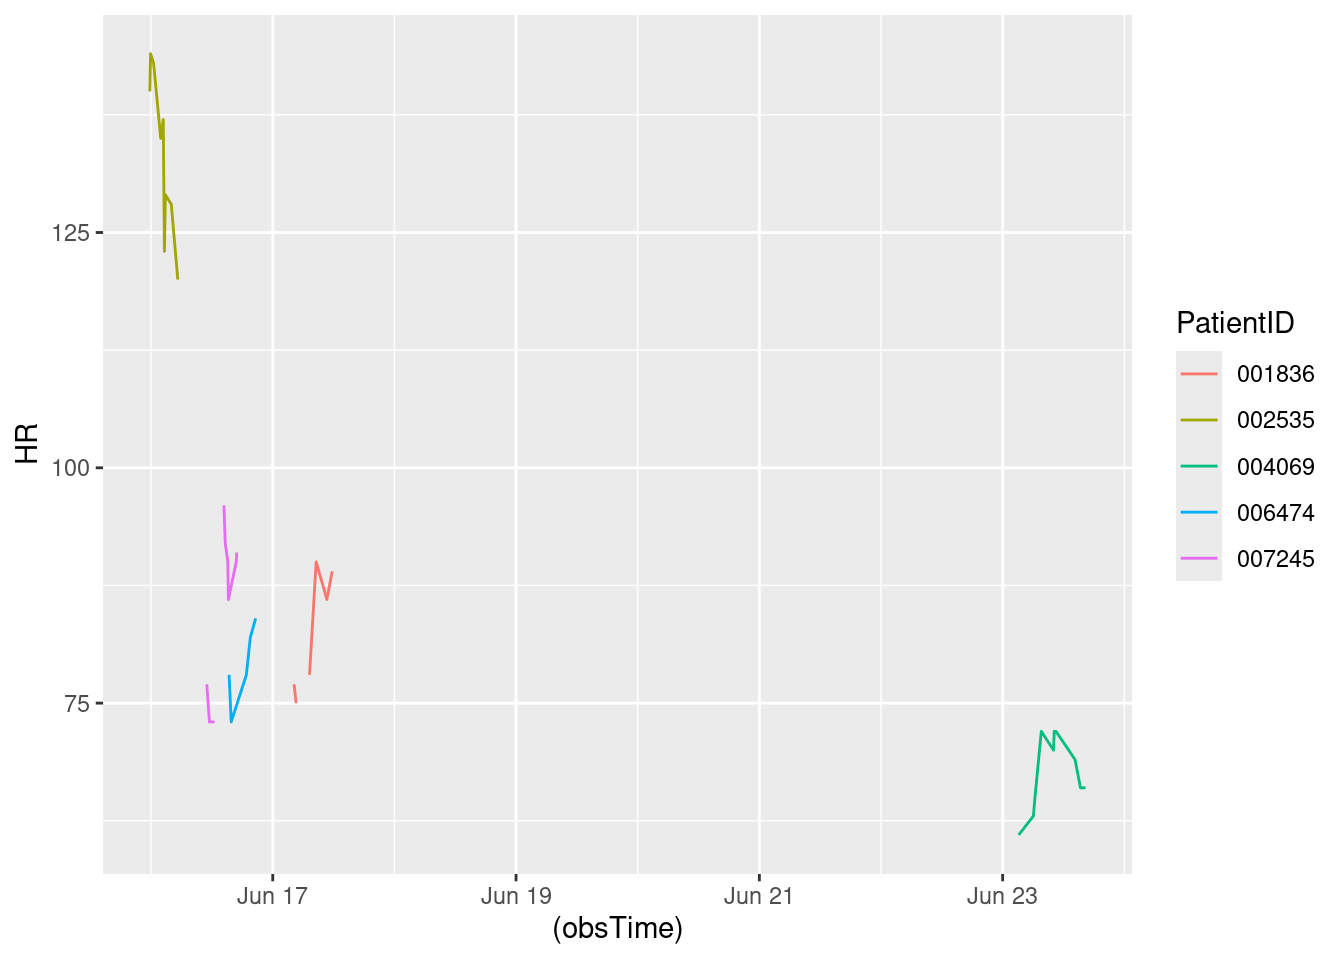 125
100
75
HR
Jun 17
Jun 19
Jun 21
Jun 23
(obsTime)
PatientID
001836
002535
004069
006474
007245